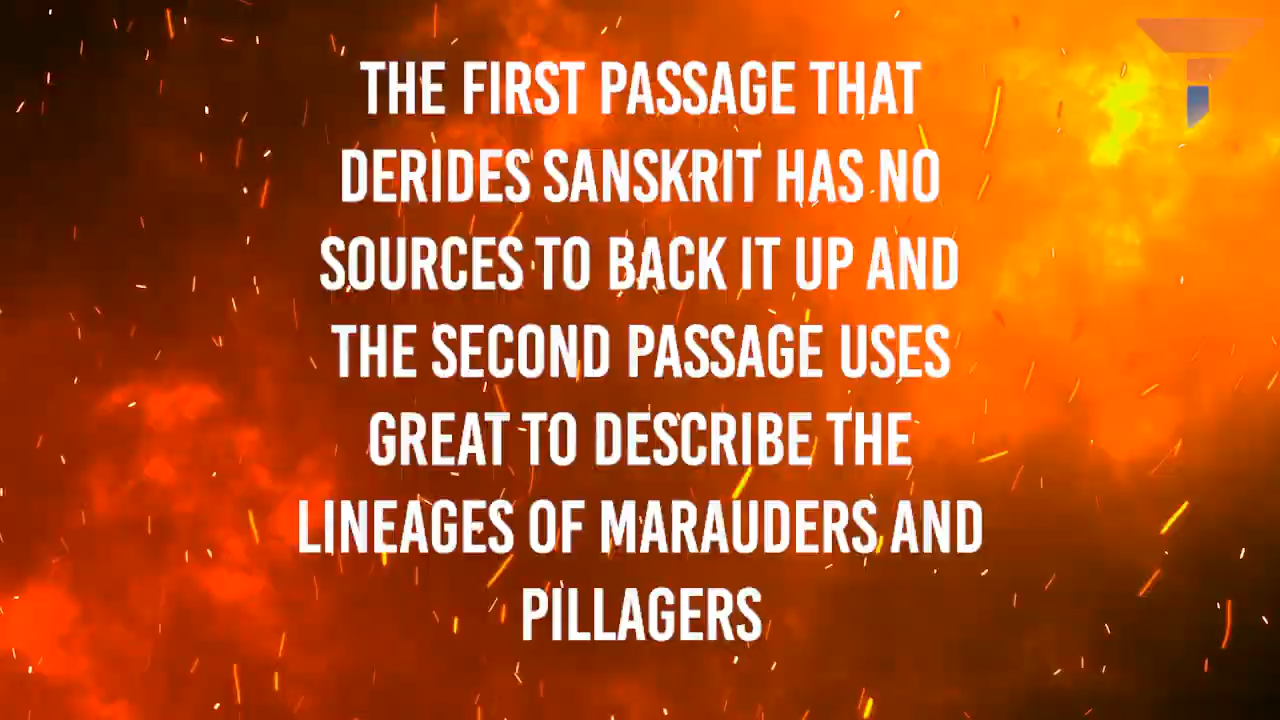 THE FIRST PASSAGE THAT
DERIDES SANSKRIT HAS NO
SOURCES TO BACK IT UP AND
THE SECOND PASSAGE USES
GREAT TO DESCRIBE THE
LINEAGES OF MARAUDERS AND
PILLAGERS